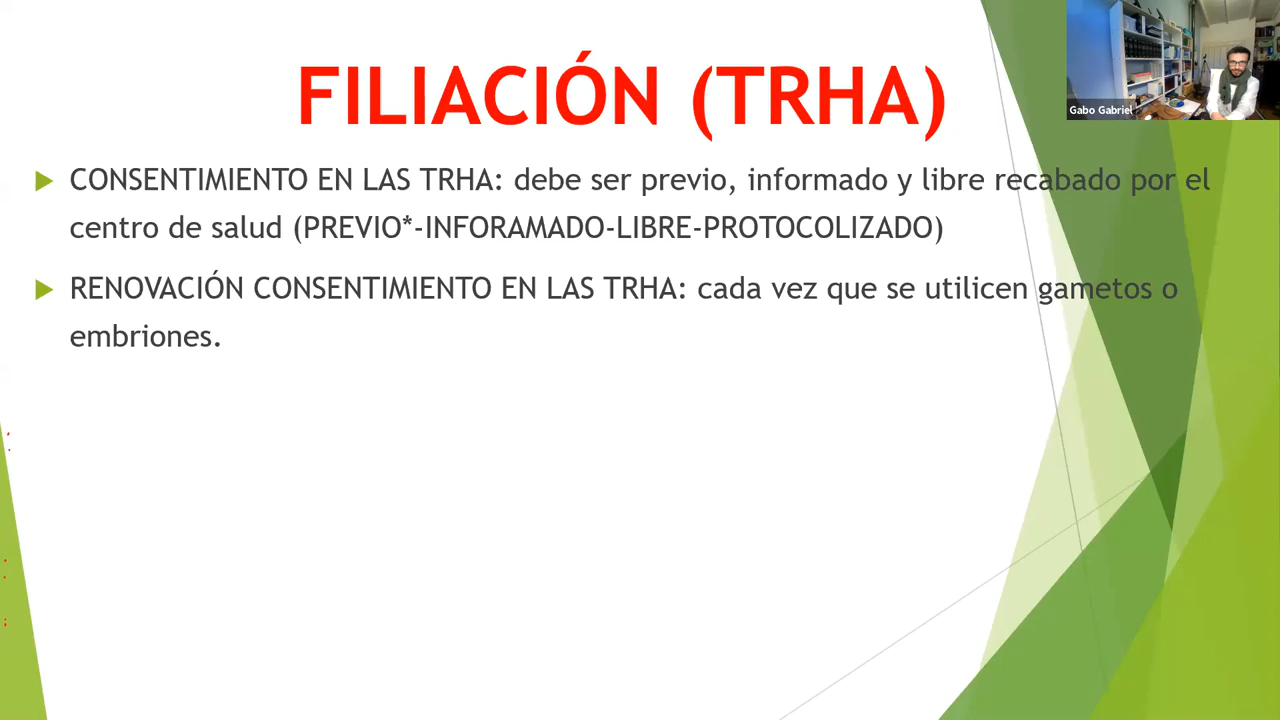 FILIACIÓN (TRHA)
Gabo Gabriel
CONSENTIMIENTO EN LAS TRHA: debe ser previo, informado y libre recabado por el
centro de salud (PREVIO*-INFORAMADO-LIBRE-PROTOCOLIZADO)
RENOVACIÓN CONSENTIMIENTO EN LAS TRHA: cada vez que se utilicen gametos o
embriones.